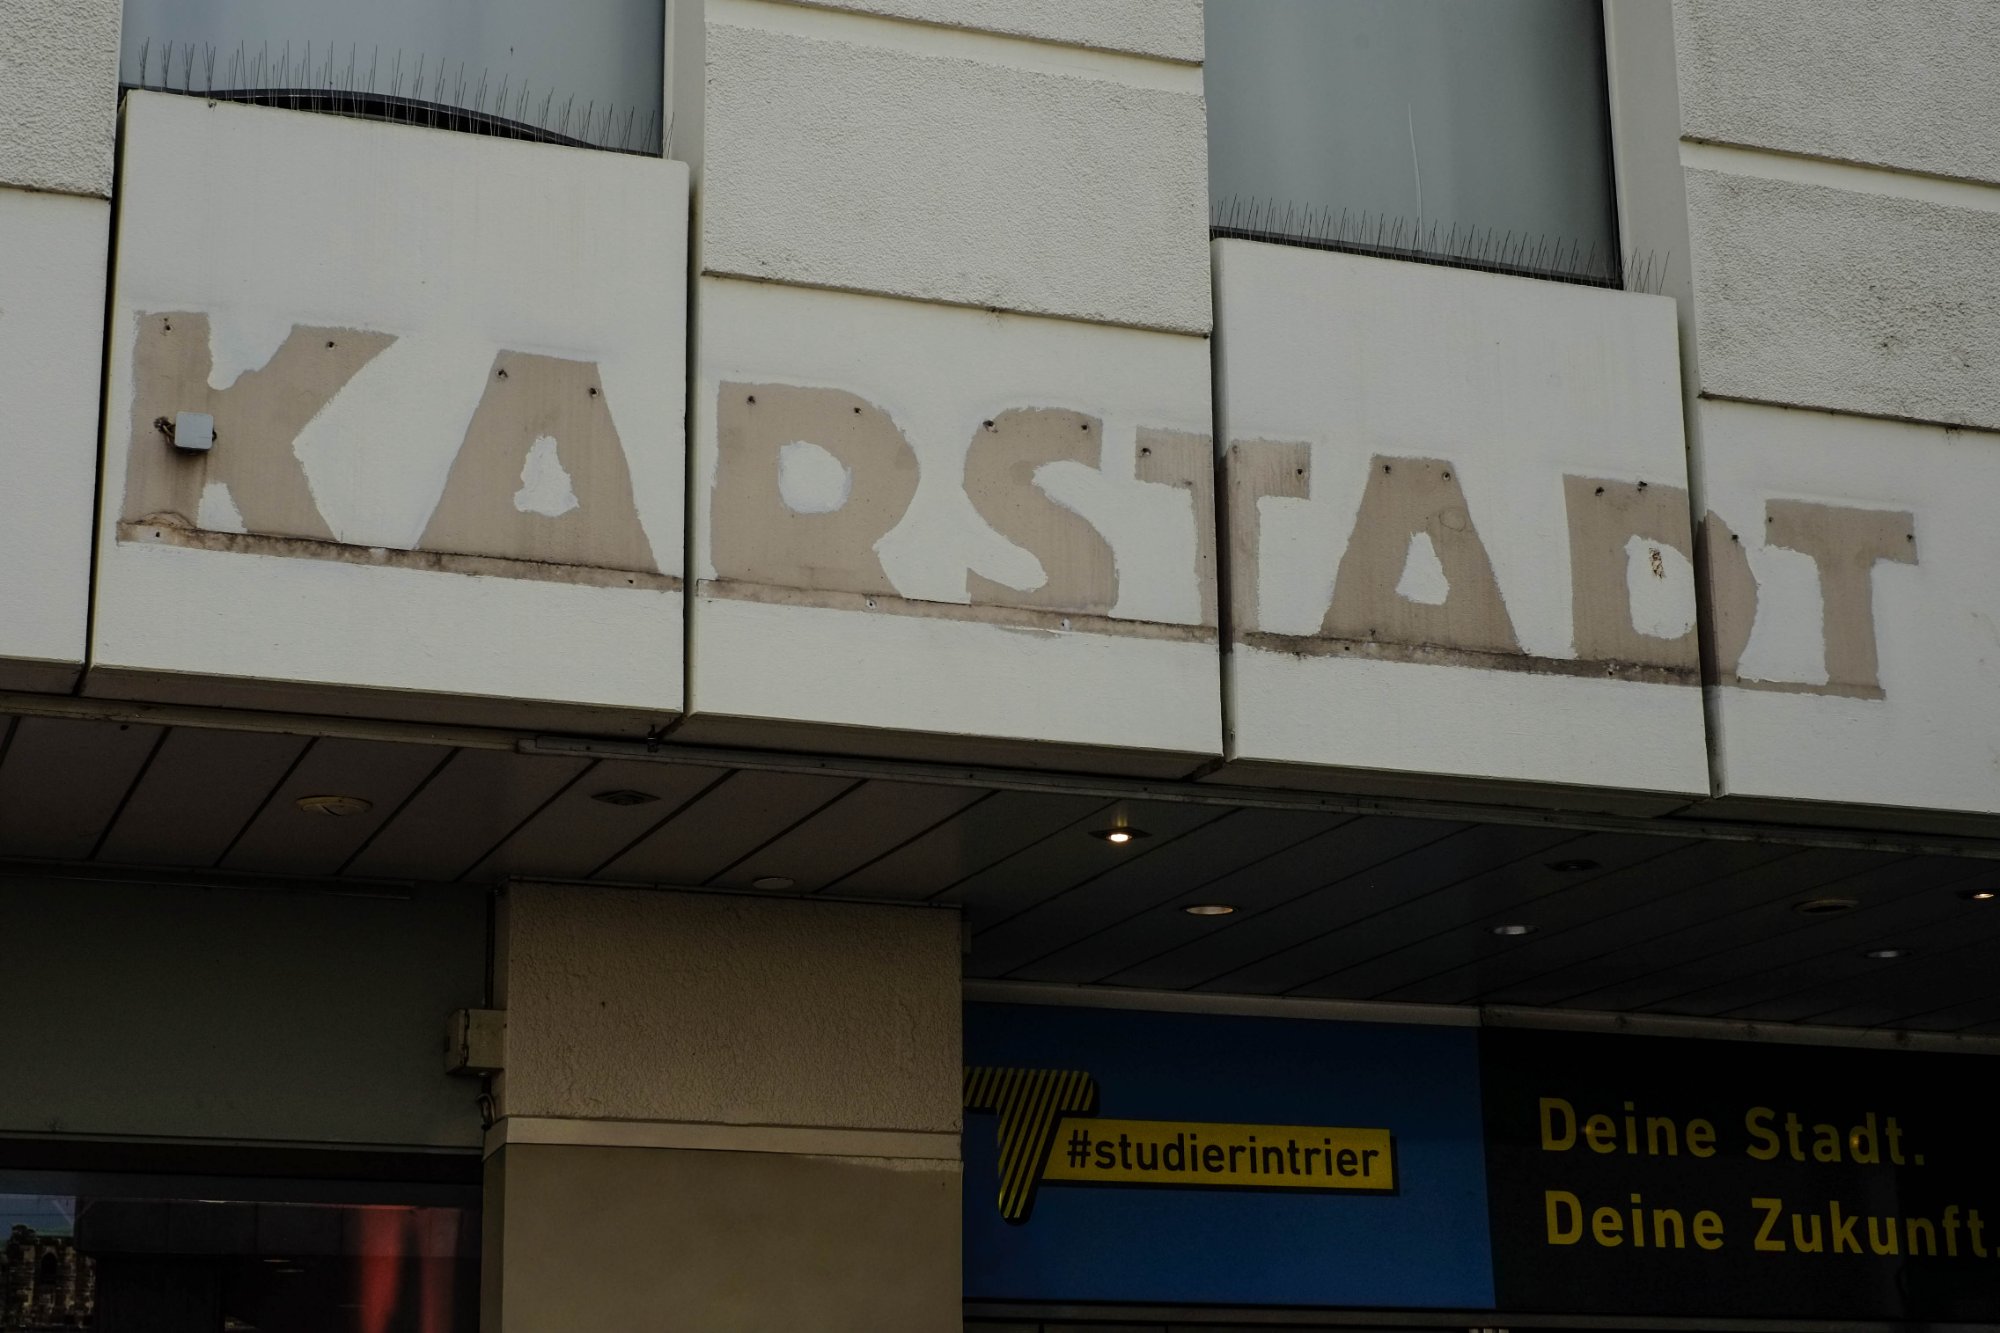 KARSTADT
#studierintrier
Deine Stadt.
Deine Zukunft.